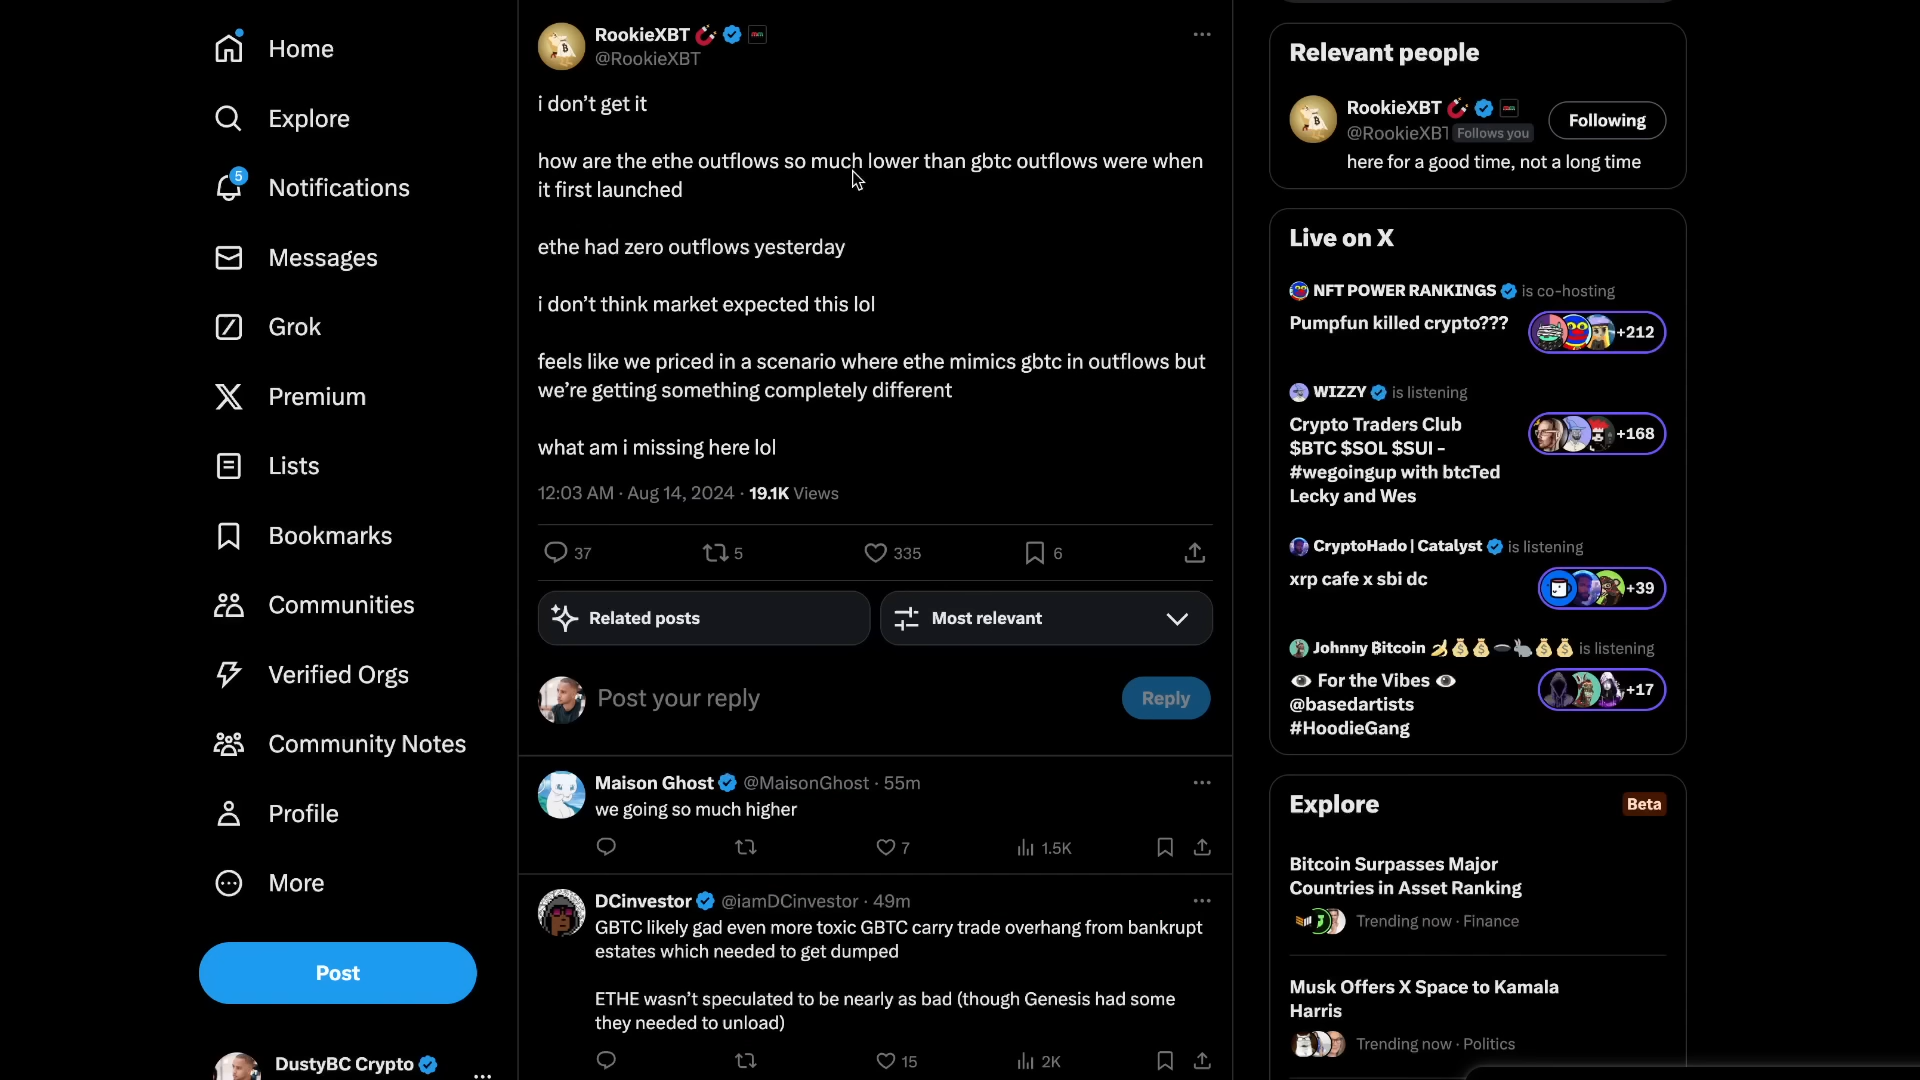 Home
Explore
5
Notifications
Messages
Grok
Premium
Lists
Bookmarks
Communities
Verified Orgs
Community Notes
Profile
More
Post
DustyBC Crypto
RookieXBT
@RookieXBT
i don’t get it
how are the ethe outflows so much lower than gbtc outflows were when
it first launched
ethe had zero outflows yesterday
i don’t think market expected this lol
feels like we priced in a scenario where ethe mimics gbtc in outflows but
we’re getting something completely different
what am i missing here lol
12:03 AM · Aug 14, 2024 · 19.1K Views
37 5 335 6
Related posts
Most relevant
Post your reply
Reply
Maison Ghost @MaisonGhost · 55m
we going so much higher
7 1.5K
DCinvestor @iamDCinvestor · 49m
GBTC likely gad even more toxic GBTC carry trade overhang from bankrupt
estates which needed to get dumped
ETHE wasn’t speculated to be nearly as bad (though Genesis had some
they needed to unload)
15 2K
Relevant people
RookieXBT
@RookieXBT Follows you
Following
here for a good time, not a long time
Live on X
NFT POWER RANKINGS is co-hosting
Pumpfun killed crypto???
+212
WIZZY is listening
Crypto Traders Club
$BTC $SOL $SUI -
#wegoingup with btcTed
Lecky and Wes
+168
CryptoHado | Catalyst is listening
xrp cafe x sbi dc
+39
Johnny ₿itcoin 🍌💰💰🕳️🐇💰💰 is listening
👁️ For the Vibes 👁️
@basedartists
#HoodieGang
+17
Explore
Beta
Bitcoin Surpasses Major
Countries in Asset Ranking
Trending now · Finance
Musk Offers X Space to Kamala
Harris
Trending now · Politics